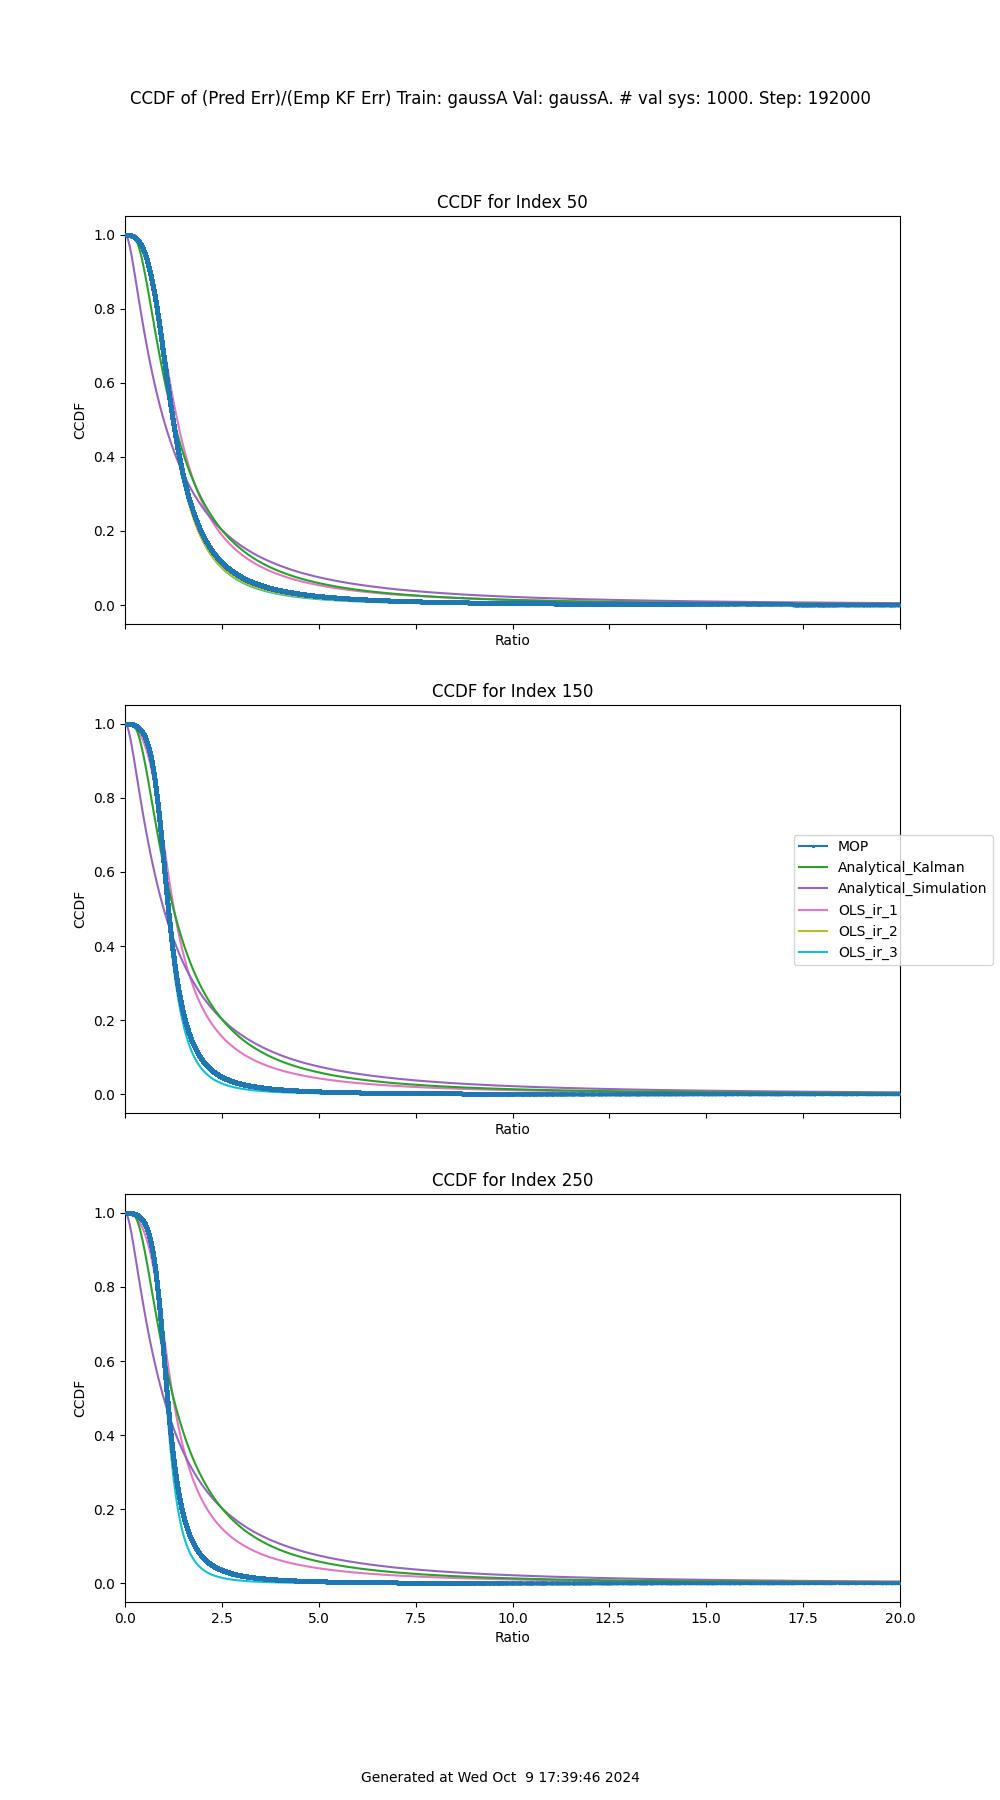 CCDF of (Pred Err)/(Emp KF Err) Train: gaussA Val: gaussA. # val sys: 1000. Step: 192000
CCDF for Index 50
1.0
0.8
0.6
0.4
0.2
0.0
CCDF
Ratio
CCDF for Index 150
1.0
0.8
0.6
0.4
0.2
0.0
CCDF
Ratio
MOP
Analytical_Kalman
Analytical_Simulation
OLS_ir_1
OLS_ir_2
OLS_ir_3
CCDF for Index 250
1.0
0.8
0.6
0.4
0.2
0.0
CCDF
0.0 2.5 5.0 7.5 10.0 12.5 15.0 17.5 20.0
Ratio
Generated at Wed Oct  9 17:39:46 2024